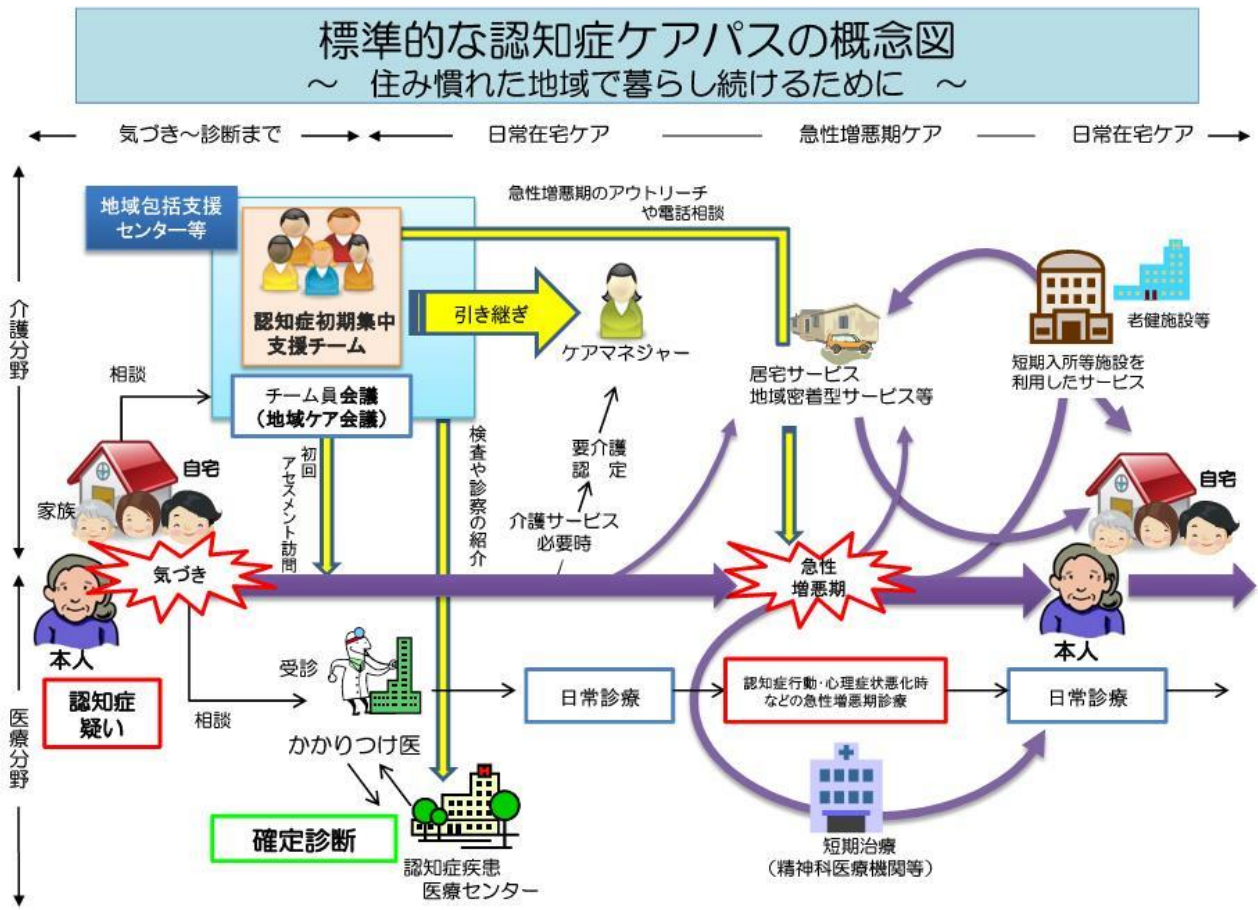 標準的な認知症ケアパスの概念図
～ 住み慣れた地域で暮らし続けるために ～
気づき～診断まで
日常在宅ケア
急性増悪期ケア
日常在宅ケア
介護分野
医療分野
地域包括支援
センター等
認知症初期集中
支援チーム
チーム員会議
（地域ケア会議）
急性増悪期のアウトリーチ
や電話相談
引き継ぎ
ケアマネジャー
居宅サービス
地域密着型サービス等
老健施設等
短期入所等施設を
利用したサービス
相談
自宅
家族
気づき
本人
認知症
疑い
初回
アセスメント訪問
検査や診察の紹介
要介護
認 定
介護サービス
必要時
急性
増悪期
自宅
本人
相談
受診
かかりつけ医
日常診療
認知症行動･心理症状悪化時
などの急性増悪期診療
日常診療
確定診断
H
認知症疾患
医療センター
短期治療
（精神科医療機関等）